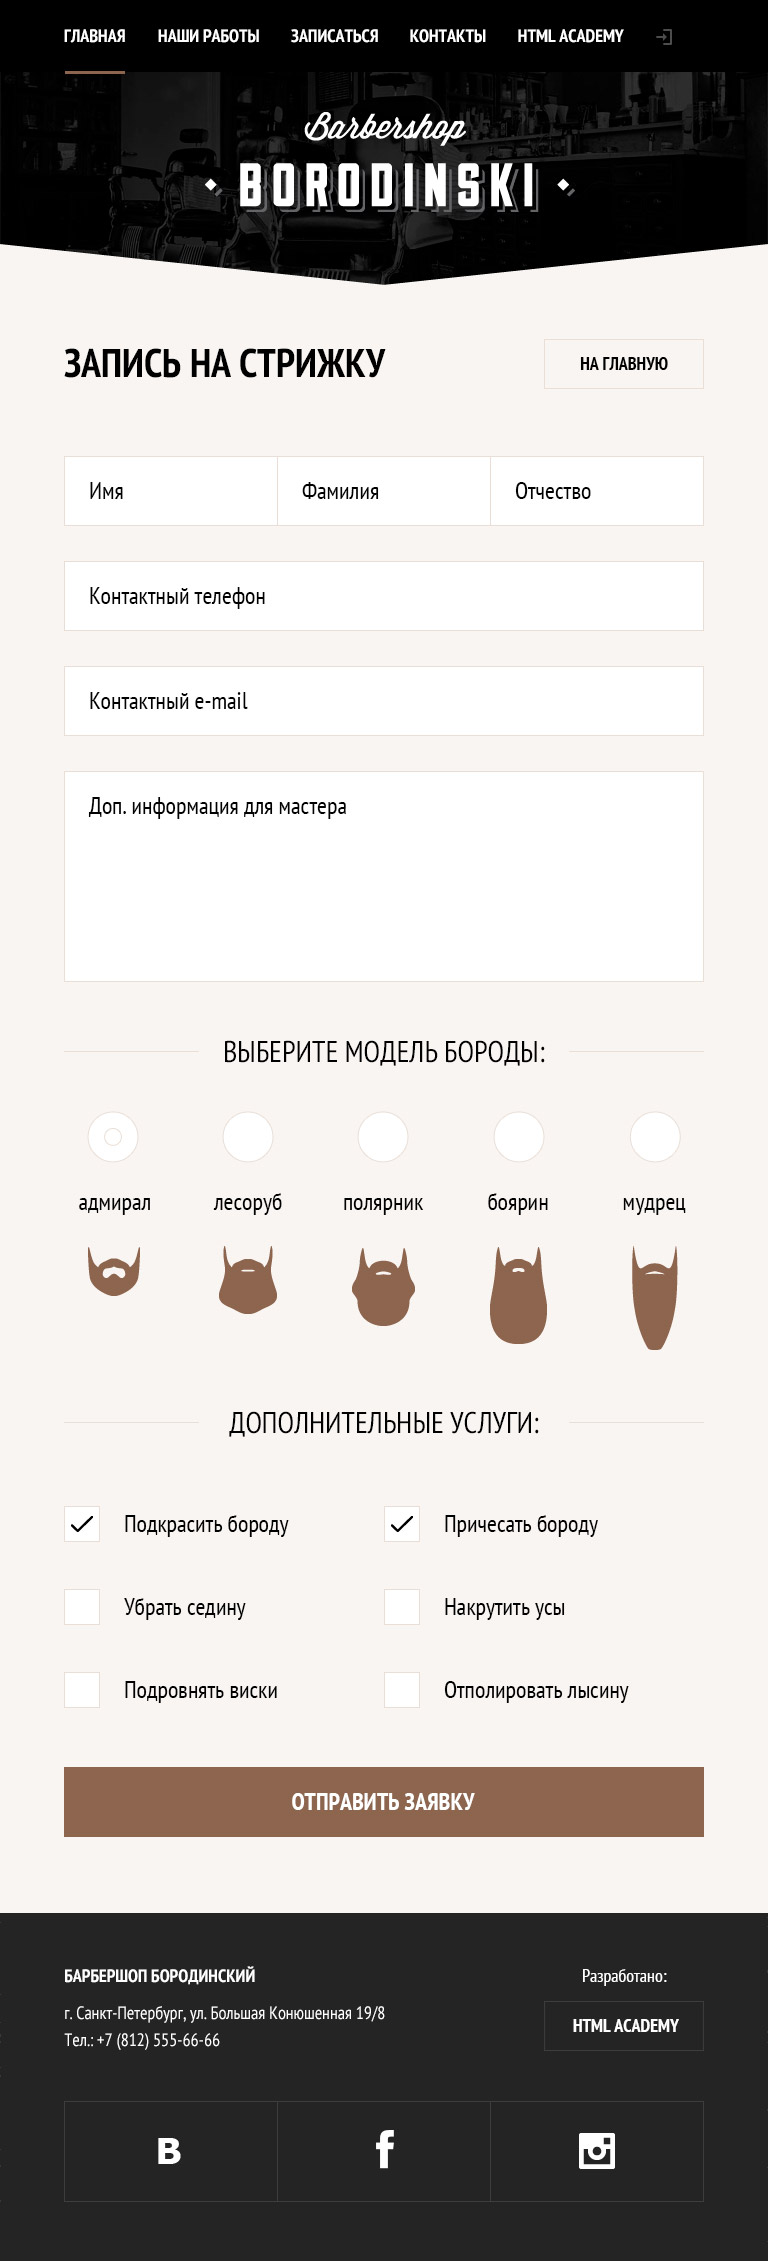 ГЛАВНАЯ НАШИ РАБОТЫ ЗАПИСАТЬСЯ КОНТАКТЫ HTML ACADEMY
Barbershop
BORODINSKI
ЗАПИСЬ НА СТРИЖКУ
НА ГЛАВНУЮ
Имя Фамилия Отчество
Контактный телефон
Контактный e-mail
Доп. информация для мастера
ВЫБЕРИТЕ МОДЕЛЬ БОРОДЫ:
адмирал лесоруб полярник боярин мудрец
ДОПОЛНИТЕЛЬНЫЕ УСЛУГИ:
Подкрасить бороду Причесать бороду
Убрать седину Накрутить усы
Подровнять виски Отполировать лысину
ОТПРАВИТЬ ЗАЯВКУ
БАРБЕРШОП БОРОДИНСКИЙ
г. Санкт-Петербург, ул. Большая Конюшенная 19/8
Тел.: +7 (812) 555-66-66
Разработано:
HTML ACADEMY